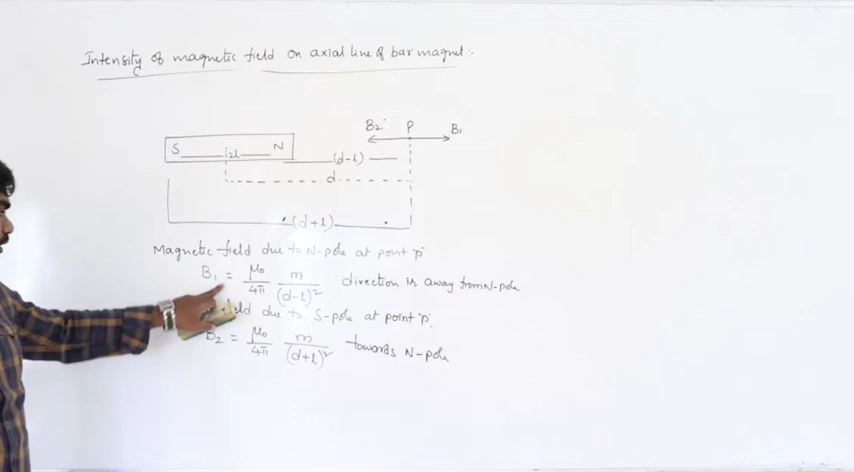 Intensity of magnetic field on axial line of bar magnet:-
B2 P B1
S 2l N (d-l)
d
(d+l)
Magnetic field due to N-pole at point 'p'
B1 = μ0/4π m/(d-l)² direction is away from N-pole
field due to S-pole at point 'p'.
B2 = μ0/4π m/(d+l)² towards N-pole